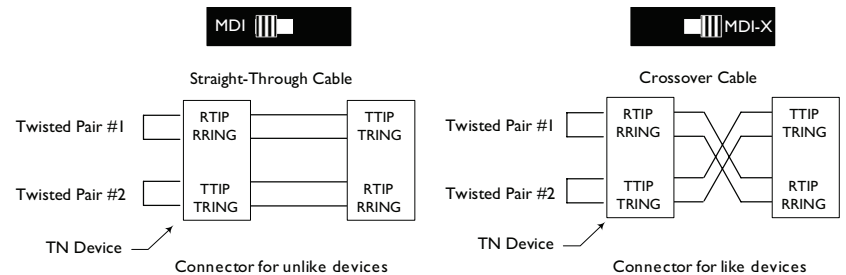 MDI
MDI-X
Straight-Through Cable
Crossover Cable
Twisted Pair #1
RTIP
RRING
TTIP
TRING
Twisted Pair #2
TTIP
TRING
RTIP
RRING
TN Device
Connector for unlike devices
Twisted Pair #1
RTIP
RRING
TTIP
TRING
Twisted Pair #2
TTIP
TRING
RTIP
RRING
TN Device
Connector for like devices